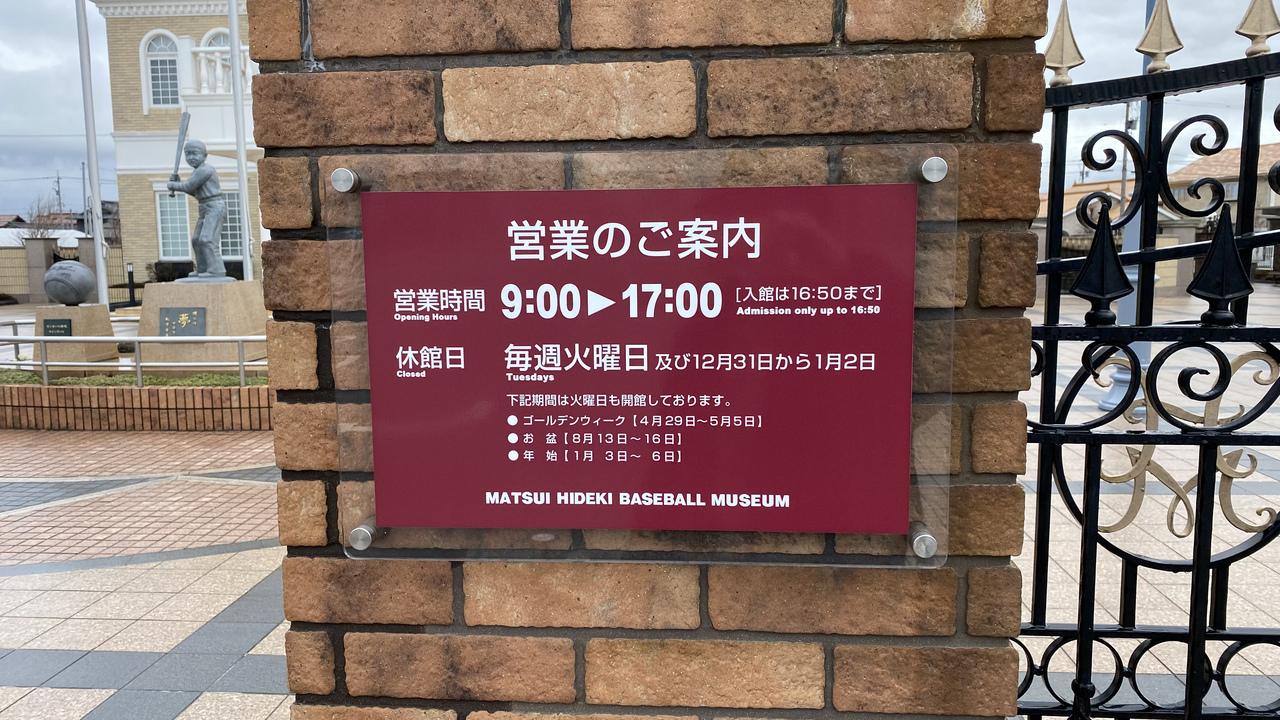 営業のご案内
営業時間 9:00▶17:00 [入館は16:50まで]
Opening Hours Admission only up to 16:50
休館日 毎週火曜日 及び12月31日から1月2日
Closed Tuesdays
下記期間は火曜日も開館しております。
● ゴールデンウィーク【4月29日〜5月5日】
● お 盆【8月13日〜16日】
● 年 始【1月 3日〜 6日】
MATSUI HIDEKI BASEBALL MUSEUM
夢